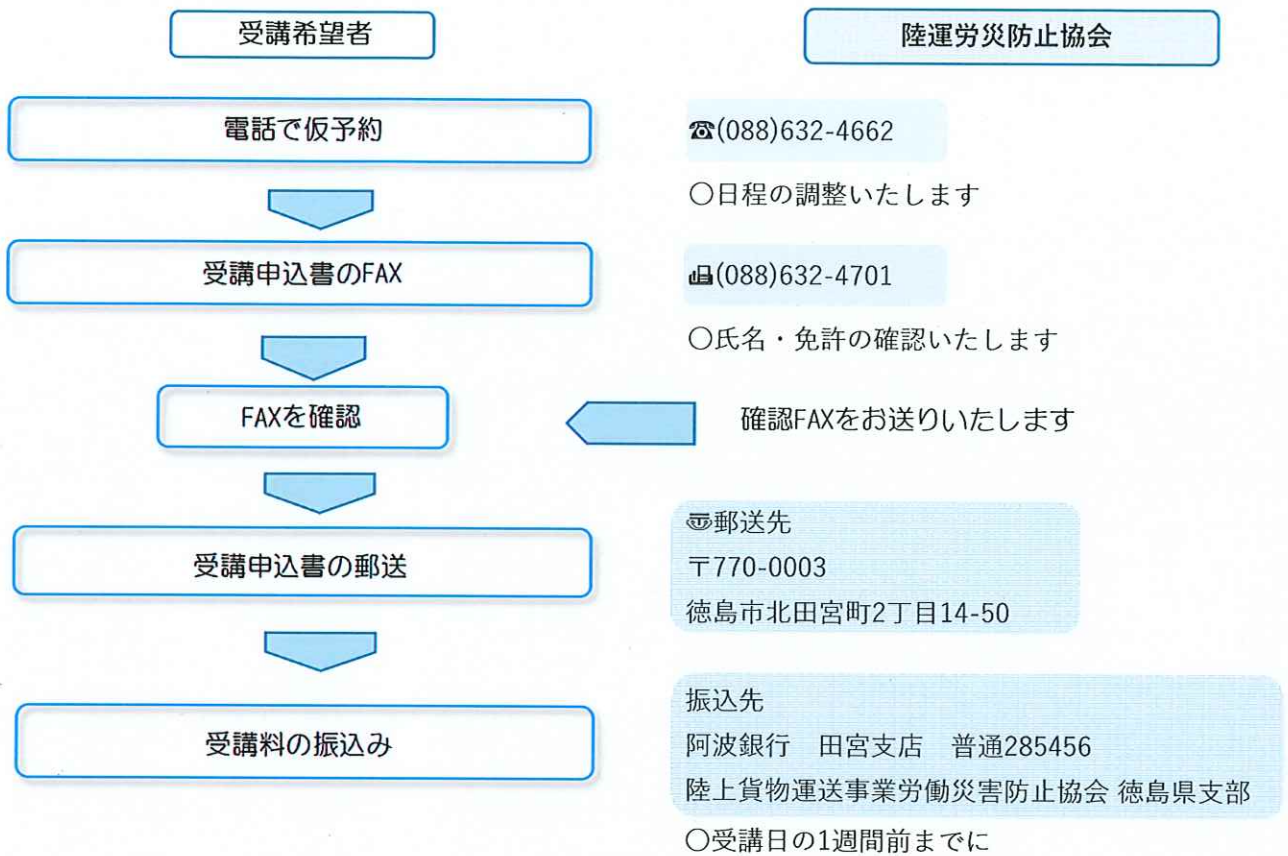 受講希望者
陸運労災防止協会
電話で仮予約
☎(088)632-4662
〇日程の調整いたします
受講申込書のFAX
📠(088)632-4701
〇氏名・免許の確認いたします
FAXを確認
確認FAXをお送りいたします
受講申込書の郵送
〠郵送先
〒770-0003
徳島市北田宮町2丁目14-50
受講料の振込み
振込先
阿波銀行 田宮支店 普通285456
陸上貨物運送事業労働災害防止協会 徳島県支部
〇受講日の1週間前までに